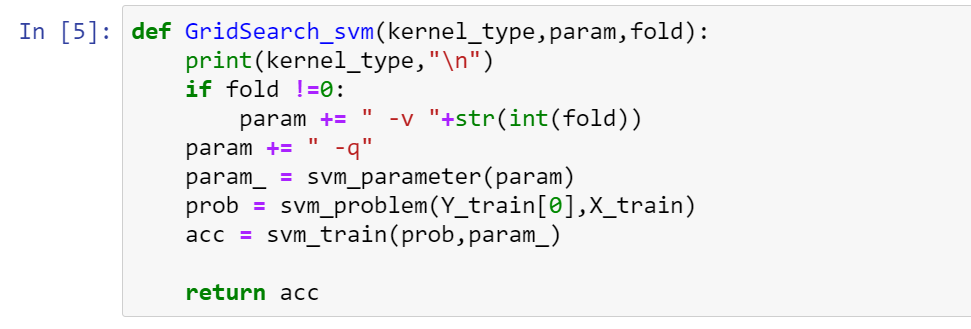 In [5]: def GridSearch_svm(kernel_type,param,fold):
    print(kernel_type,"\n")
    if fold !=0:
        param += " -v "+str(int(fold))
    param += " -q"
    param_ = svm_parameter(param)
    prob = svm_problem(Y_train[0],X_train)
    acc = svm_train(prob,param_)
    return acc